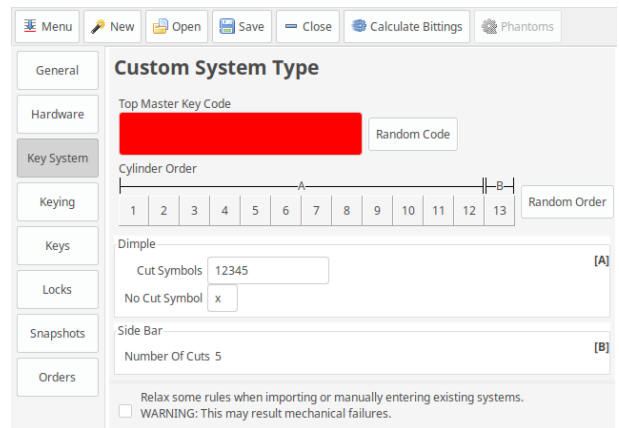 Menu New Open Save Close Calculate Bittings Phantoms
General
Hardware
Key System
Keying
Keys
Locks
Snapshots
Orders
Custom System Type
Top Master Key Code
Random Code
Cylinder Order
A B
1 2 3 4 5 6 7 8 9 10 11 12 13
Random Order
Dimple
[A]
Cut Symbols 12345
No Cut Symbol x
Side Bar
[B]
Number Of Cuts 5
Relax some rules when importing or manually entering existing systems.
WARNING: This may result mechanical failures.